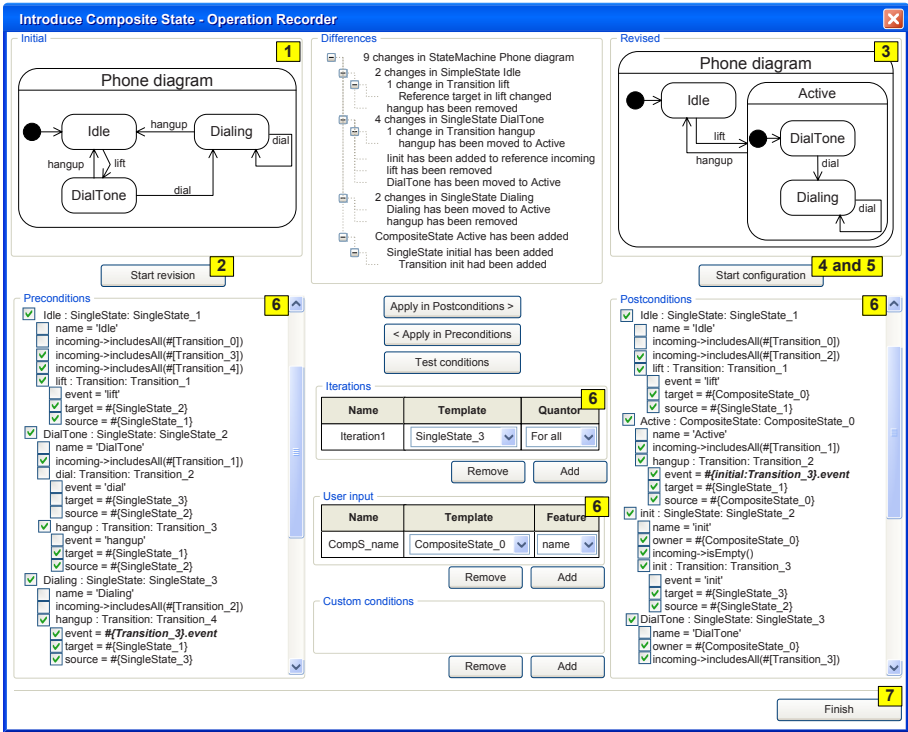 Introduce Composite State - Operation Recorder
Initial
1
Phone diagram
Idle
hangup
Dialing
dial
hangup
lift
DialTone
dial
Differences
9 changes in StateMachine Phone diagram
2 changes in SimpleState Idle
1 change in Transition lift
Reference target in lift changed
hangup has been removed
4 changes in SingleState DialTone
1 change in Transition hangup
hangup has been moved to Active
Iinit has been added to reference incoming
lift has been removed
DialTone has been moved to Active
2 changes in SingleState Dialing
Dialing has been moved to Active
hangup has been removed
CompositeState Active has been added
SingleState initial has been added
Transition init had been added
Revised
3
Phone diagram
Idle
Active
lift
hangup
DialTone
dial
Dialing
dial
Start revision
2
Start configuration
4 and 5
Preconditions
6
Idle : SingleState: SingleState_1
name = 'Idle'
incoming->includesAll(#[Transition_0])
incoming->includesAll(#[Transition_3])
incoming->includesAll(#[Transition_4])
lift : Transition: Transition_1
event = 'lift'
target = #{SingleState_2}
source = #{SingleState_1}
DialTone : SingleState: SingleState_2
name = 'DialTone'
incoming->includesAll(#[Transition_1])
dial: Transition: Transition_2
event = 'dial'
target = #{SingleState_3}
source = #{SingleState_2}
hangup : Transition: Transition_3
event = 'hangup'
target = #{SingleState_1}
source = #{SingleState_2}
Dialing : SingleState: SingleState_3
name = 'Dialing'
incoming->includesAll(#[Transition_2])
hangup : Transition: Transition_4
event = #{Transition_3}.event
target = #{SingleState_1}
source = #{SingleState_3}
Apply in Postconditions >
< Apply in Preconditions
Test conditions
Iterations
6
Name Template Quantor
Iteration1 SingleState_3 For all
Remove Add
User input
6
Name Template Feature
CompS_name CompositeState_0 name
Remove Add
Custom conditions
Remove Add
Postconditions
6
Idle : SingleState: SingleState_1
name = 'Idle'
incoming->includesAll(#[Transition_0])
incoming->includesAll(#[Transition_2])
lift : Transition: Transition_1
event = 'lift'
target = #{CompositeState_0}
source = #{SingleState_1}
Active : CompositeState: CompositeState_0
name = 'Active'
incoming->includesAll(#[Transition_1])
hangup : Transition: Transition_2
event = #{initial:Transition_3}.event
target = #{SingleState_1}
source = #{CompositeState_0}
init : SingleState: SingleState_2
name = 'init'
owner = #{CompositeState_0}
incoming->isEmpty()
init : Transition: Transition_3
event = 'init'
target = #{SingleState_3}
source = #{SingleState_2}
DialTone : SingleState: SingleState_3
name = 'DialTone'
owner = #{CompositeState_0}
incoming->includesAll(#[Transition_3])
7
Finish